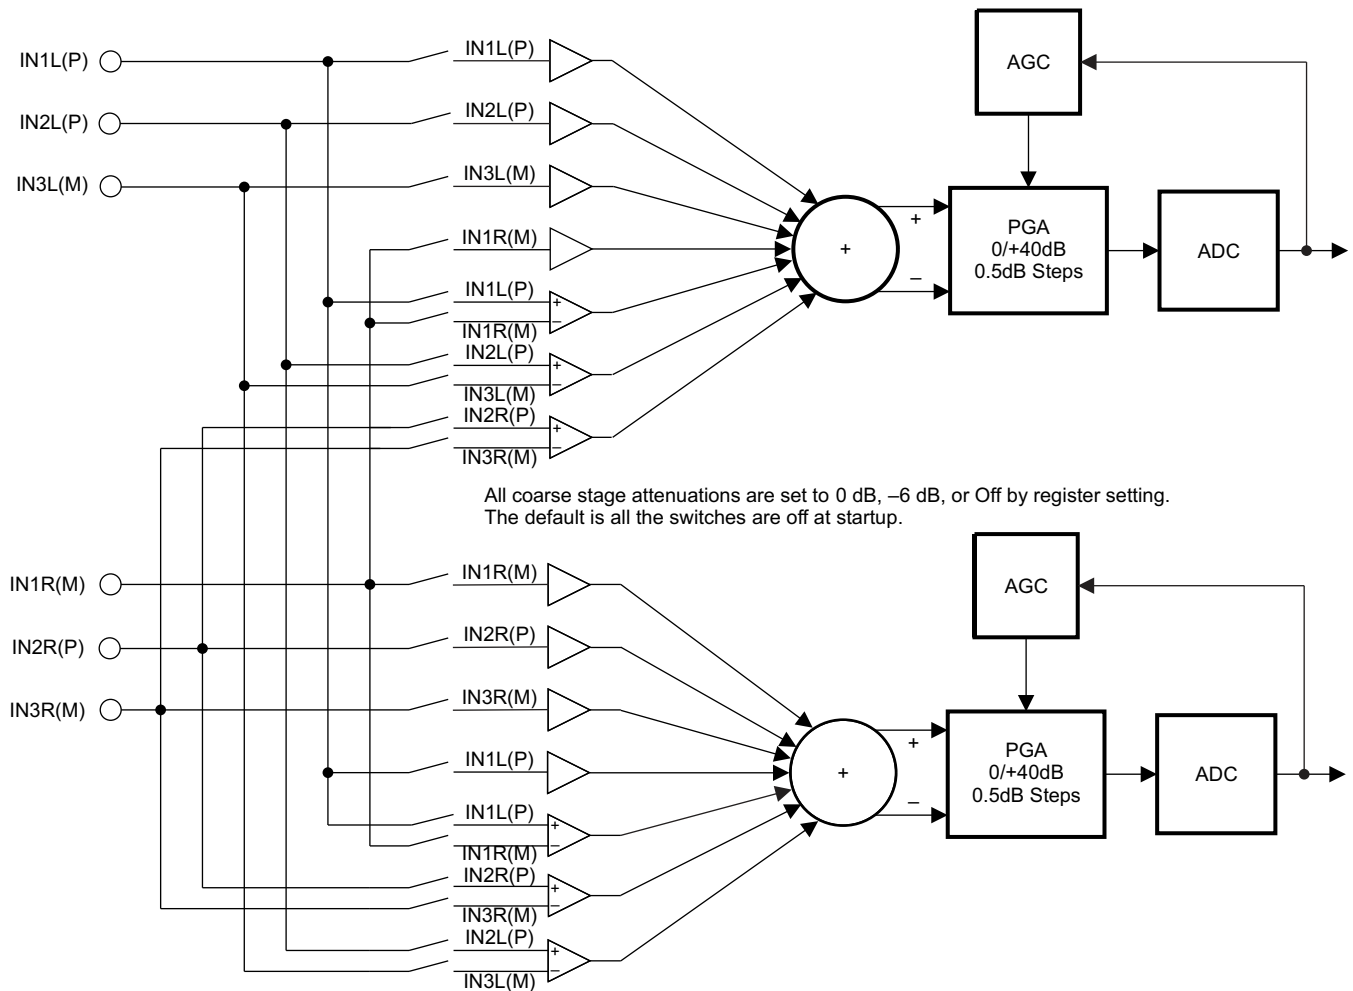 IN1L(P)
IN1L(P)
AGC
IN2L(P)
IN2L(P)
IN3L(M)
IN3L(M)
IN1R(M)
+
PGA
0/+40dB
0.5dB Steps
+
–
ADC
IN1L(P)
+
–
IN1R(M)
IN2L(P)
+
–
IN3L(M)
IN2R(P)
+
–
IN3R(M)
All coarse stage attenuations are set to 0 dB, –6 dB, or Off by register setting.
The default is all the switches are off at startup.
IN1R(M)
IN1R(M)
AGC
IN2R(P)
IN2R(P)
IN3R(M)
IN3R(M)
IN1L(P)
+
PGA
0/+40dB
0.5dB Steps
+
–
ADC
IN1L(P)
+
–
IN1R(M)
IN2R(P)
+
–
IN3R(M)
IN2L(P)
+
–
IN3L(M)